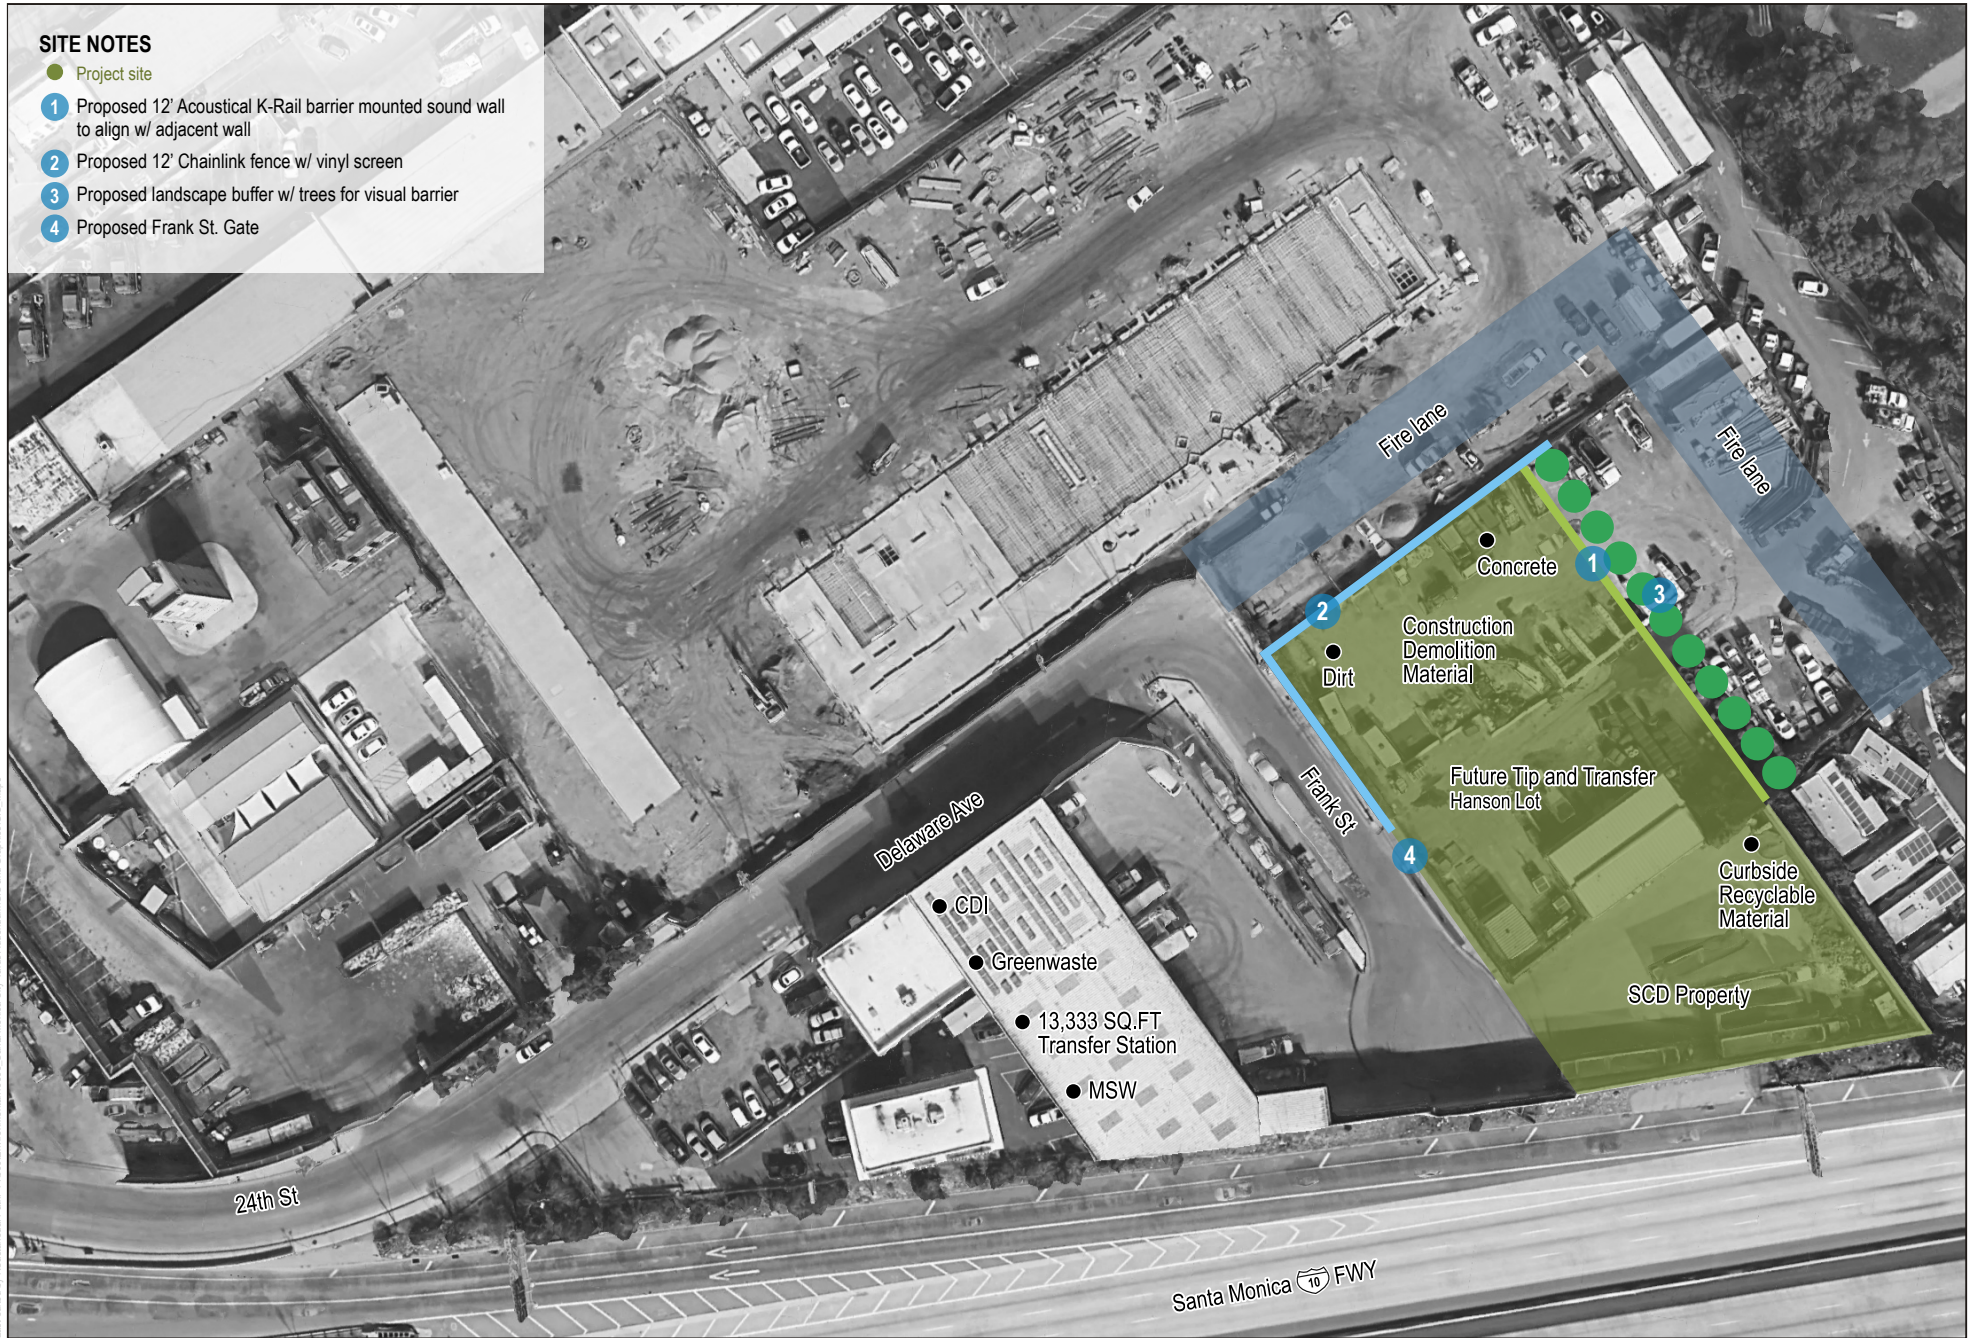 SITE NOTES
Project site
1 Proposed 12' Acoustical K-Rail barrier mounted sound wall
to align w/ adjacent wall
2 Proposed 12' Chainlink fence w/ vinyl screen
3 Proposed landscape buffer w/ trees for visual barrier
4 Proposed Frank St. Gate
Fire lane
Fire lane
Concrete
1
3
2
Construction
Demolition
Material
Dirt
Future Tip and Transfer
Hanson Lot
Frank St
4
Delaware Ave
Curbside
Recyclable
Material
CDI
Greenwaste
SCD Property
13,333 SQ.FT
Transfer Station
MSW
24th St
Santa Monica 10 FWY